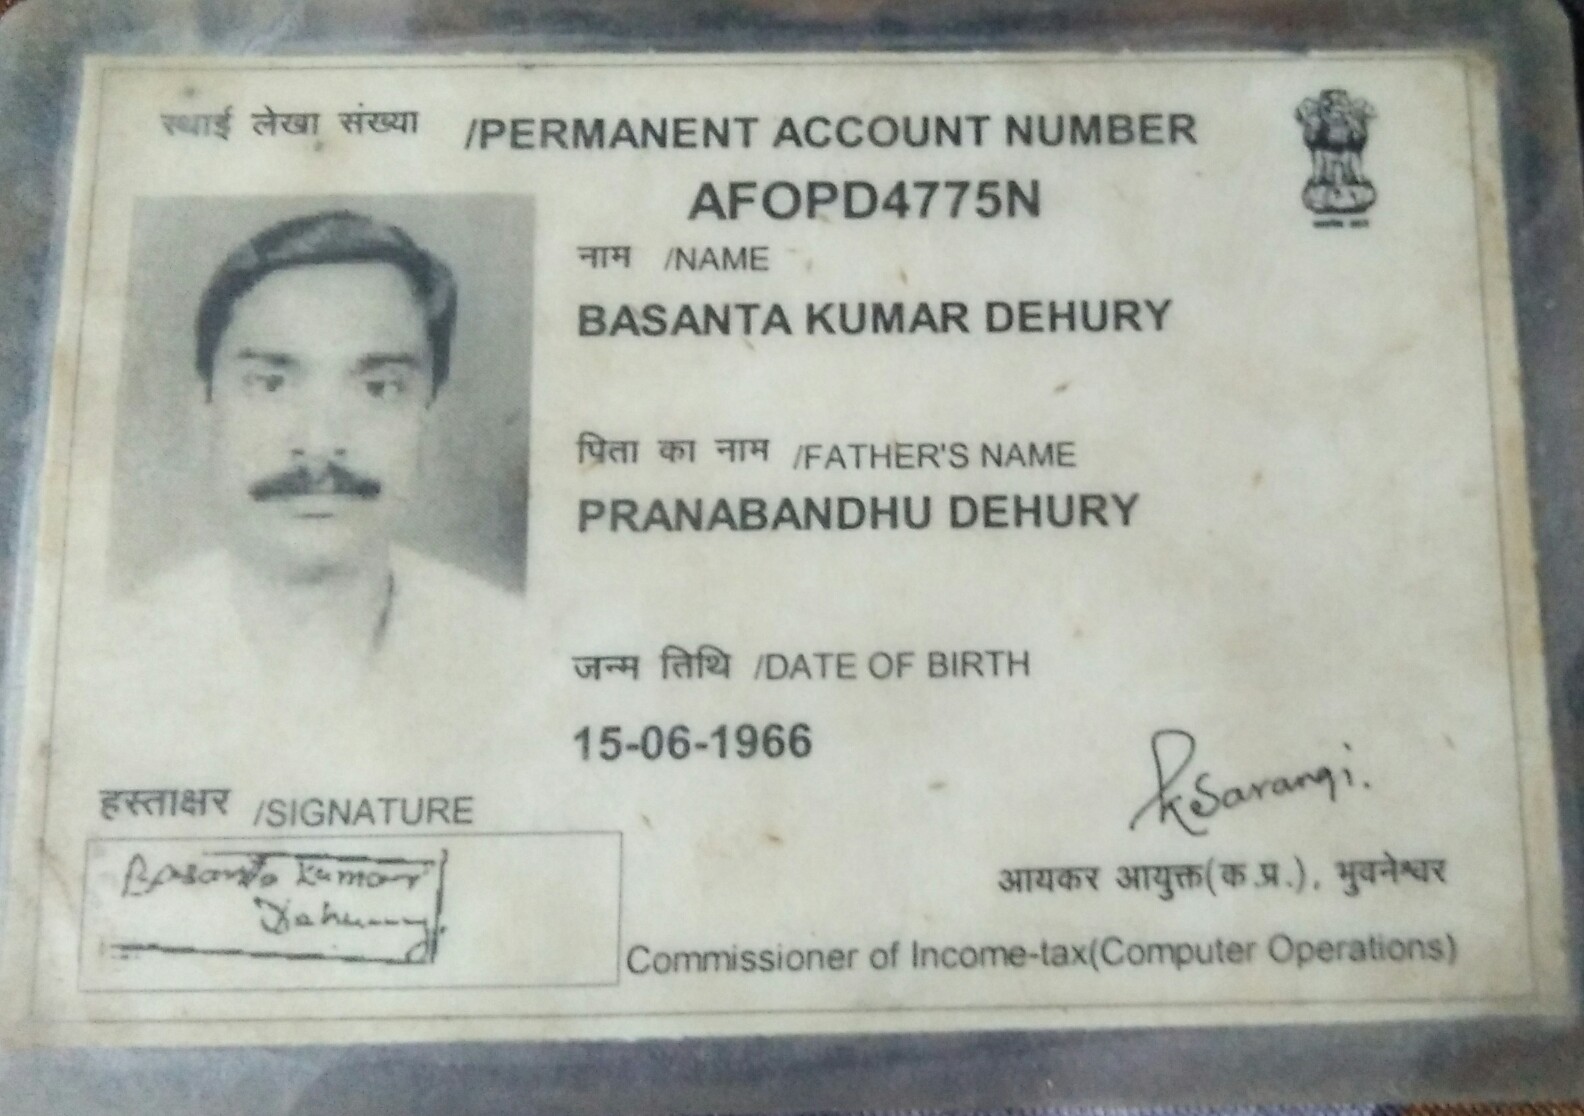 स्थाई लेखा संख्या /PERMANENT ACCOUNT NUMBER
AFOPD4775N
नाम /NAME
BASANTA KUMAR DEHURY
पिता का नाम /FATHER'S NAME
PRANABANDHU DEHURY
जन्म तिथि /DATE OF BIRTH
15-06-1966
हस्ताक्षर /SIGNATURE
Basanta Kumar
Dehury
KSarangi.
आयकर आयुक्त(क.प्र.), भुवनेश्वर
Commissioner of Income-tax(Computer Operations)